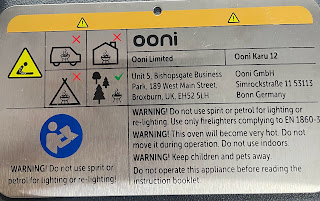 ooni
Ooni Limited
Ooni Karu 12
Unit 5, Bishopsgate Business
Park, 189 West Main Street,
Broxburn, UK, EH52 5LH
Ooni GmbH
Simrockstraße 11 53113
Bonn Germany
WARNING! Do not use spirit or petrol for lighting or
re-lighting. Use only firelighters complying to EN 1860-3
WARNING! This oven will become very hot. Do not
move it during operation. Do not use indoors.
WARNING! Keep children and pets away.
Do not operate this appliance before reading the
instruction booklet
WARNING! Do not use spirit or
petrol for lighting or re-lighting!